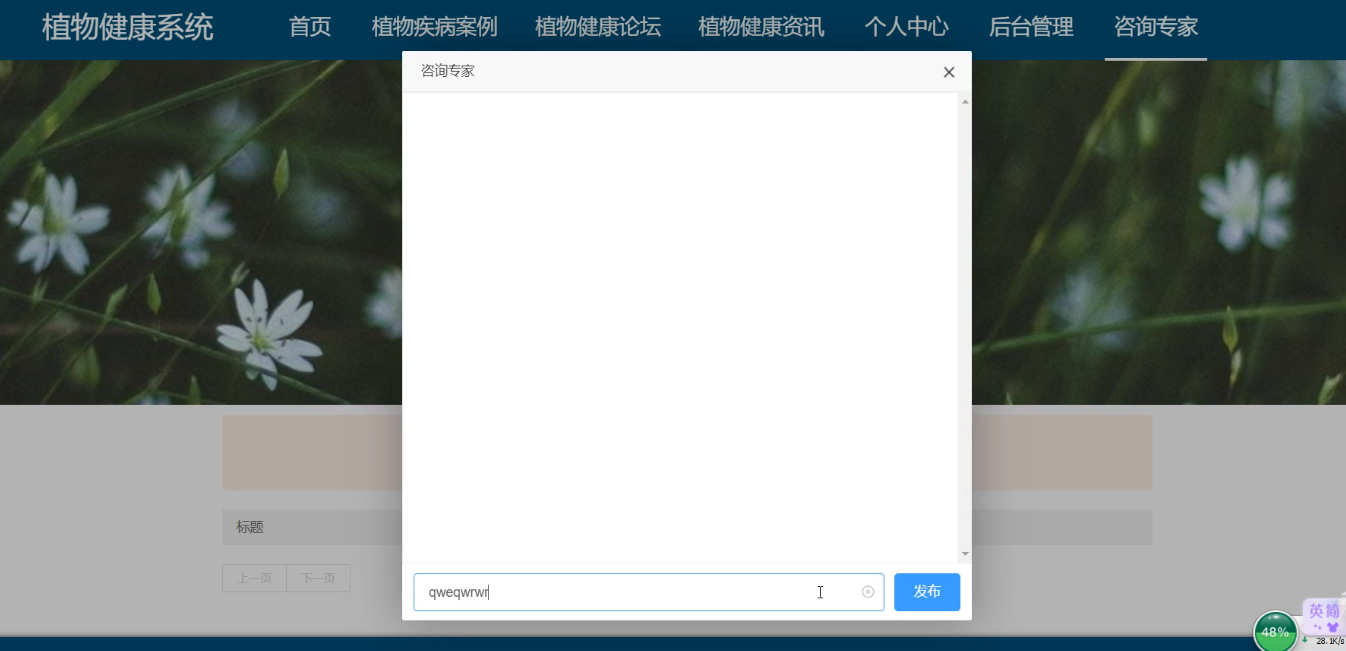 植物健康系统 首页 植物疾病案例 植物健康论坛 植物健康资讯 个人中心 后台管理 咨询专家
咨询专家
标题
上一页 下一页
qweqwrwr 发布
英简
48%
28.1K/s